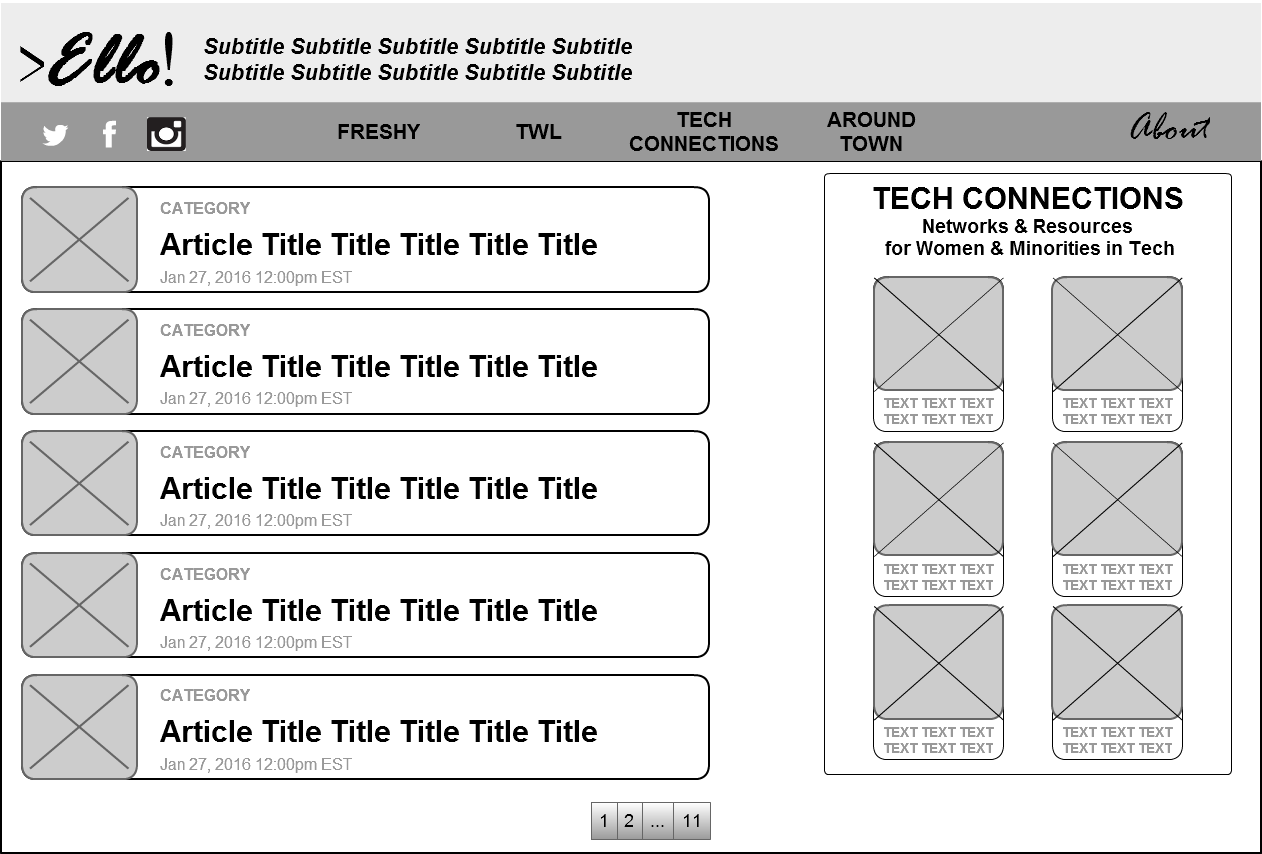 >Ello!
Subtitle Subtitle Subtitle Subtitle Subtitle
Subtitle Subtitle Subtitle Subtitle Subtitle
FRESHY
TWL
TECH
CONNECTIONS
AROUND
TOWN
About
CATEGORY
Article Title Title Title Title Title
Jan 27, 2016 12:00pm EST
CATEGORY
Article Title Title Title Title Title
Jan 27, 2016 12:00pm EST
CATEGORY
Article Title Title Title Title Title
Jan 27, 2016 12:00pm EST
CATEGORY
Article Title Title Title Title Title
Jan 27, 2016 12:00pm EST
CATEGORY
Article Title Title Title Title Title
Jan 27, 2016 12:00pm EST
1 2 ... 11
TECH CONNECTIONS
Networks & Resources
for Women & Minorities in Tech
TEXT TEXT TEXT
TEXT TEXT TEXT
TEXT TEXT TEXT
TEXT TEXT TEXT
TEXT TEXT TEXT
TEXT TEXT TEXT
TEXT TEXT TEXT
TEXT TEXT TEXT
TEXT TEXT TEXT
TEXT TEXT TEXT
TEXT TEXT TEXT
TEXT TEXT TEXT